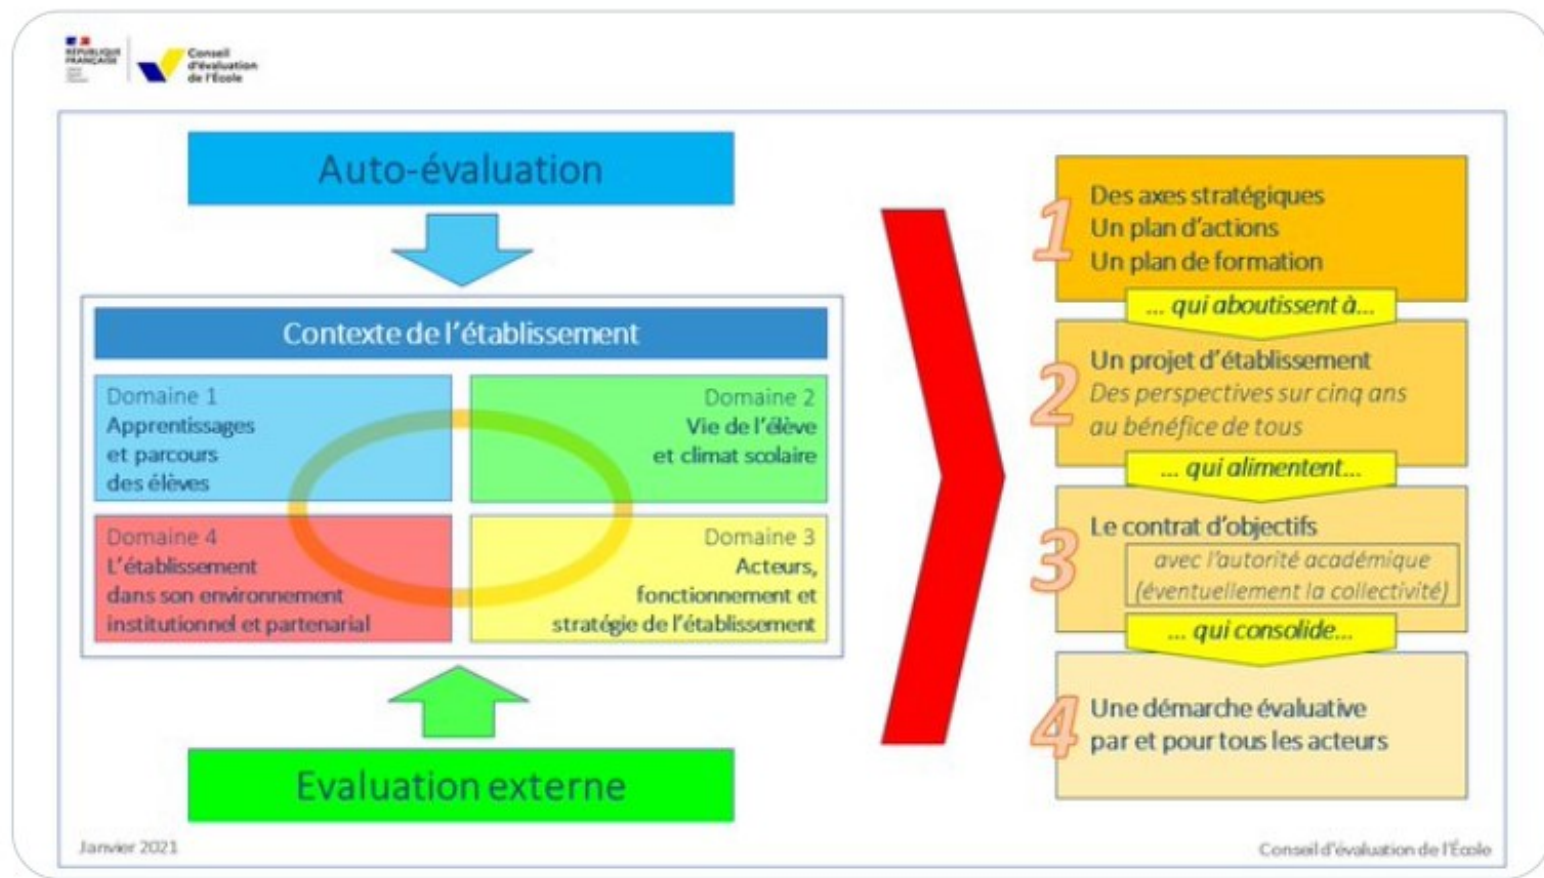 RÉPUBLIQUE
FRANÇAISE
Conseil
d'évaluation
de l'École
Auto-évaluation
Contexte de l'établissement
Domaine 1
Apprentissages
et parcours
des élèves
Domaine 2
Vie de l'élève
et climat scolaire
Domaine 4
L'établissement
dans son environnement
institutionnel et partenarial
Domaine 3
Acteurs,
fonctionnement et
stratégie de l'établissement
Evaluation externe
1
Des axes stratégiques
Un plan d'actions
Un plan de formation
... qui aboutissent à...
2
Un projet d'établissement
Des perspectives sur cinq ans
au bénéfice de tous
... qui alimentent...
3
Le contrat d'objectifs
avec l'autorité académique
(éventuellement la collectivité)
... qui consolide...
4
Une démarche évaluative
par et pour tous les acteurs
Janvier 2021
Conseil d'évaluation de l'École